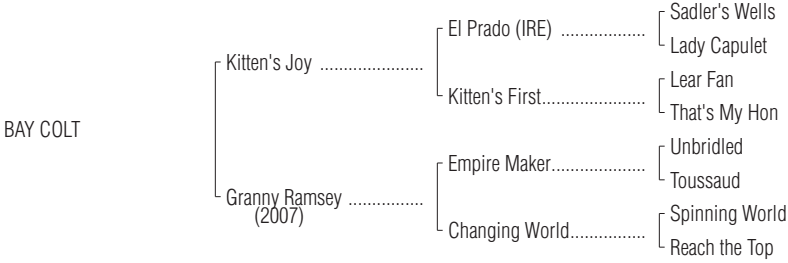 Sadler's Wells
El Prado (IRE) ..................
Lady Capulet
Kitten's Joy ......................
Lear Fan
Kitten's First......................
That's My Hon
BAY COLT
Unbridled
Empire Maker....................
Toussaud
Granny Ramsey ................
(2007)
Spinning World
Changing World................
Reach the Top